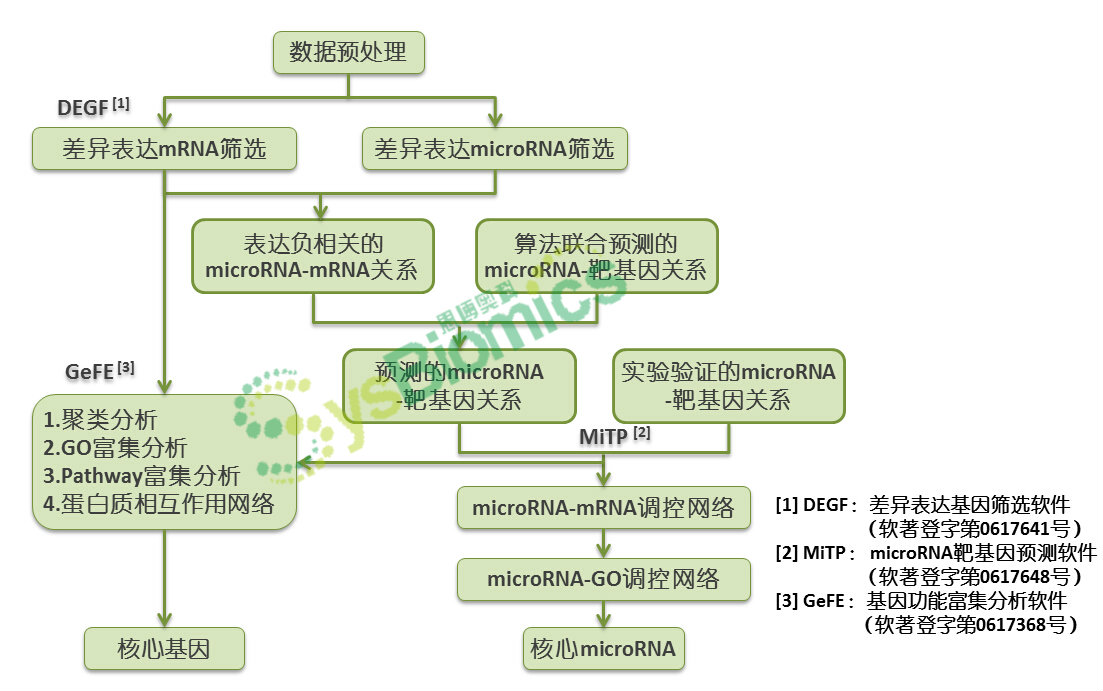 数据预处理
DEGF [1]
差异表达mRNA筛选
差异表达microRNA筛选
表达负相关的
microRNA-mRNA关系
算法联合预测的
microRNA-靶基因关系
思博奥科
SysBiomics
GeFE [3]
预测的microRNA
-靶基因关系
实验验证的microRNA
-靶基因关系
MiTP [2]
1.聚类分析
2.GO富集分析
3.Pathway富集分析
4.蛋白质相互作用网络
microRNA-mRNA调控网络
microRNA-GO调控网络
核心基因
核心microRNA
[1] DEGF：差异表达基因筛选软件
（软著登字第0617641号）
[2] MiTP：microRNA靶基因预测软件
（软著登字第0617648号）
[3] GeFE：基因功能富集分析软件
（软著登字第0617368号）